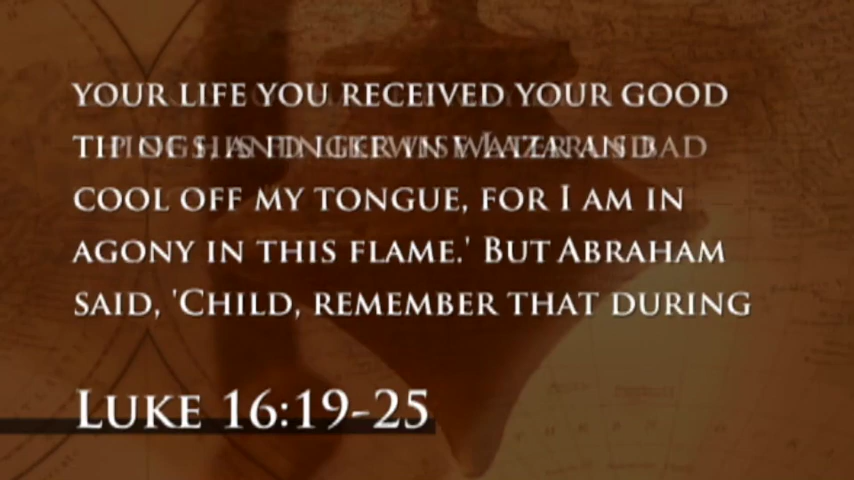 YOUR LIFE YOU RECEIVED YOUR GOOD
COOL OFF MY TONGUE, FOR I AM IN
AGONY IN THIS FLAME.' BUT ABRAHAM
SAID, 'CHILD, REMEMBER THAT DURING
LUKE 16:19-25